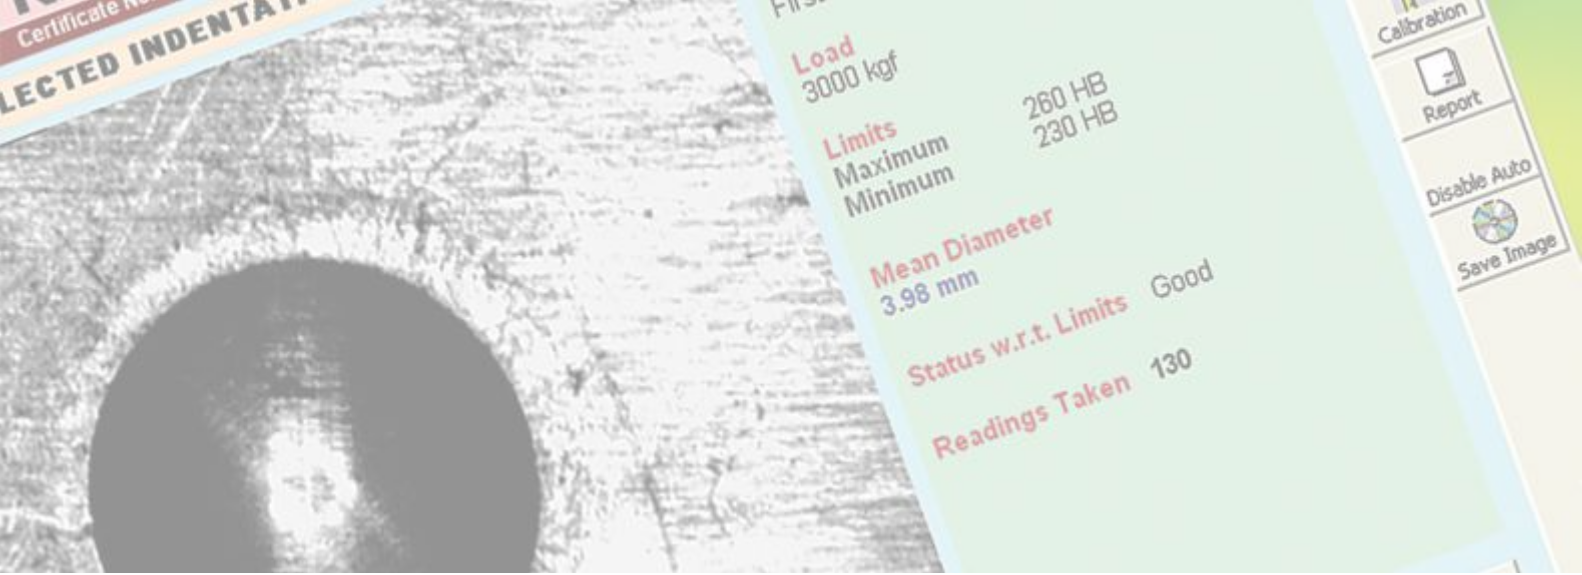 Certificate
LECTED INDENTAT
Load
3000 kgf
Limits
Maximum 260 HB
Minimum 230 HB
Mean Diameter
3.98 mm
Status w.r.t. Limits Good
Readings Taken 130
Calibration
Report
Disable Auto
Save Image